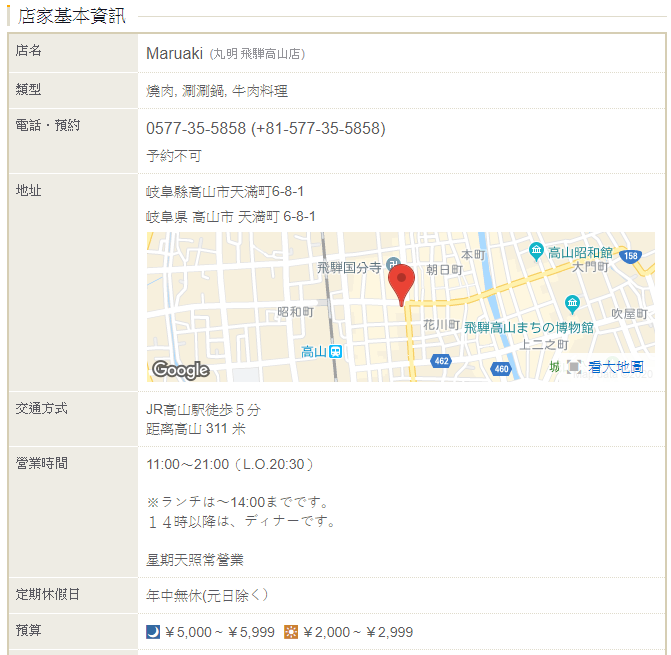 店家基本資訊
店名
Maruaki (丸明 飛騨高山店)
類型
燒肉, 涮涮鍋, 牛肉料理
電話・預約
0577-35-5858 (+81-577-35-5858)
予約不可
地址
岐阜縣高山市天滿町6-8-1
岐阜県 高山市 天満町 6-8-1
本町
高山昭和館
158
飛騨国分寺
朝日町
大門町
昭和町
花川町
飛騨高山まちの博物館
吹屋町
高山
上二之町
462
460
城
看大地圖
Google
交通方式
JR高山駅徒歩５分
距离高山 311 米
營業時間
11:00～21:00（L.O.20:30）
※ランチは～14:00までです。
１４時以降は、ディナーです。
星期天照常營業
定期休假日
年中無休(元日除く）
預算
￥5,000 ~ ￥5,999 ￥2,000 ~ ￥2,999